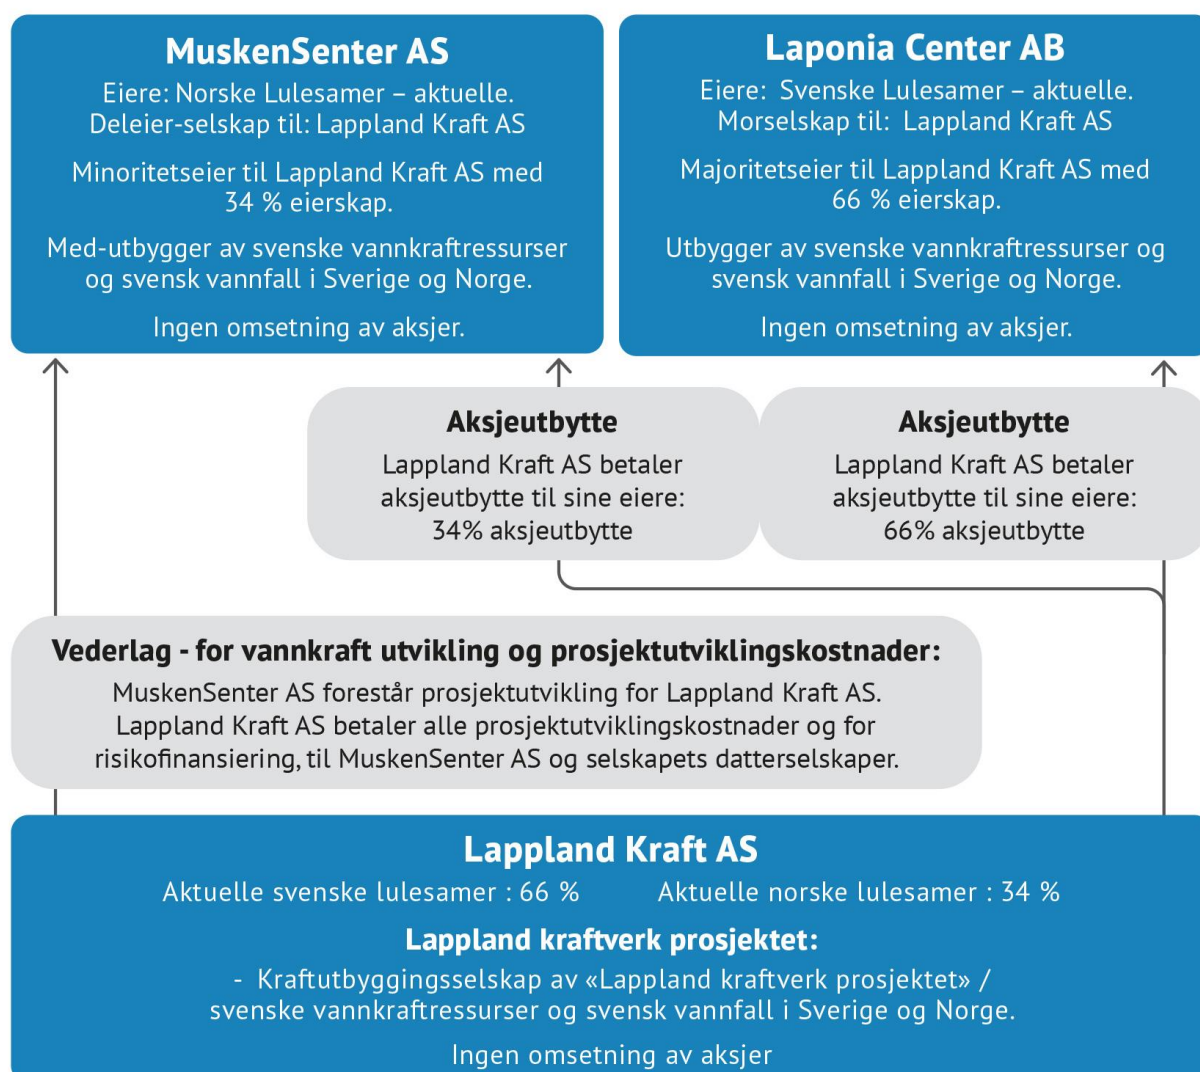 MuskenSenter AS
Eiere: Norske Lulesamer – aktuelle.
Deleier-selskap til: Lappland Kraft AS
Minoritetseier til Lappland Kraft AS med
34 % eierskap.
Med-utbygger av svenske vannkraftressurser
og svensk vannfall i Sverige og Norge.
Ingen omsetning av aksjer.
Laponia Center AB
Eiere: Svenske Lulesamer – aktuelle.
Morselskap til: Lappland Kraft AS
Majoritetseier til Lappland Kraft AS med
66 % eierskap.
Utbygger av svenske vannkraftressurser og
svensk vannfall i Sverige og Norge.
Ingen omsetning av aksjer.
Aksjeutbytte
Lappland Kraft AS betaler
aksjeutbytte til sine eiere:
34% aksjeutbytte
Aksjeutbytte
Lappland Kraft AS betaler
aksjeutbytte til sine eiere:
66% aksjeutbytte
Vederlag - for vannkraft utvikling og prosjektutviklingskostnader:
MuskenSenter AS forestår prosjektutvikling for Lappland Kraft AS.
Lappland Kraft AS betaler alle prosjektutviklingskostnader og for
risikofinansiering, til MuskenSenter AS og selskapets datterselskaper.
Lappland Kraft AS
Aktuelle svenske lulesamer : 66 % Aktuelle norske lulesamer : 34 %
Lappland kraftverk prosjektet:
- Kraftutbyggingsselskap av «Lappland kraftverk prosjektet» /
svenske vannkraftressurser og svensk vannfall i Sverige og Norge.
Ingen omsetning av aksjer